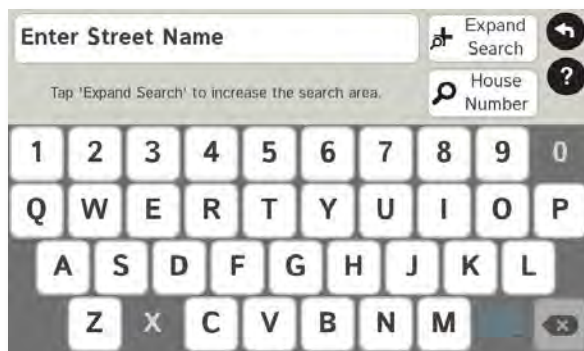 Enter Street Name
Expand
Search
Tap 'Expand Search' to increase the search area.
House
Number
?
1 2 3 4 5 6 7 8 9 0
Q W E R T Y U I O P
A S D F G H J K L
Z X C V B N M